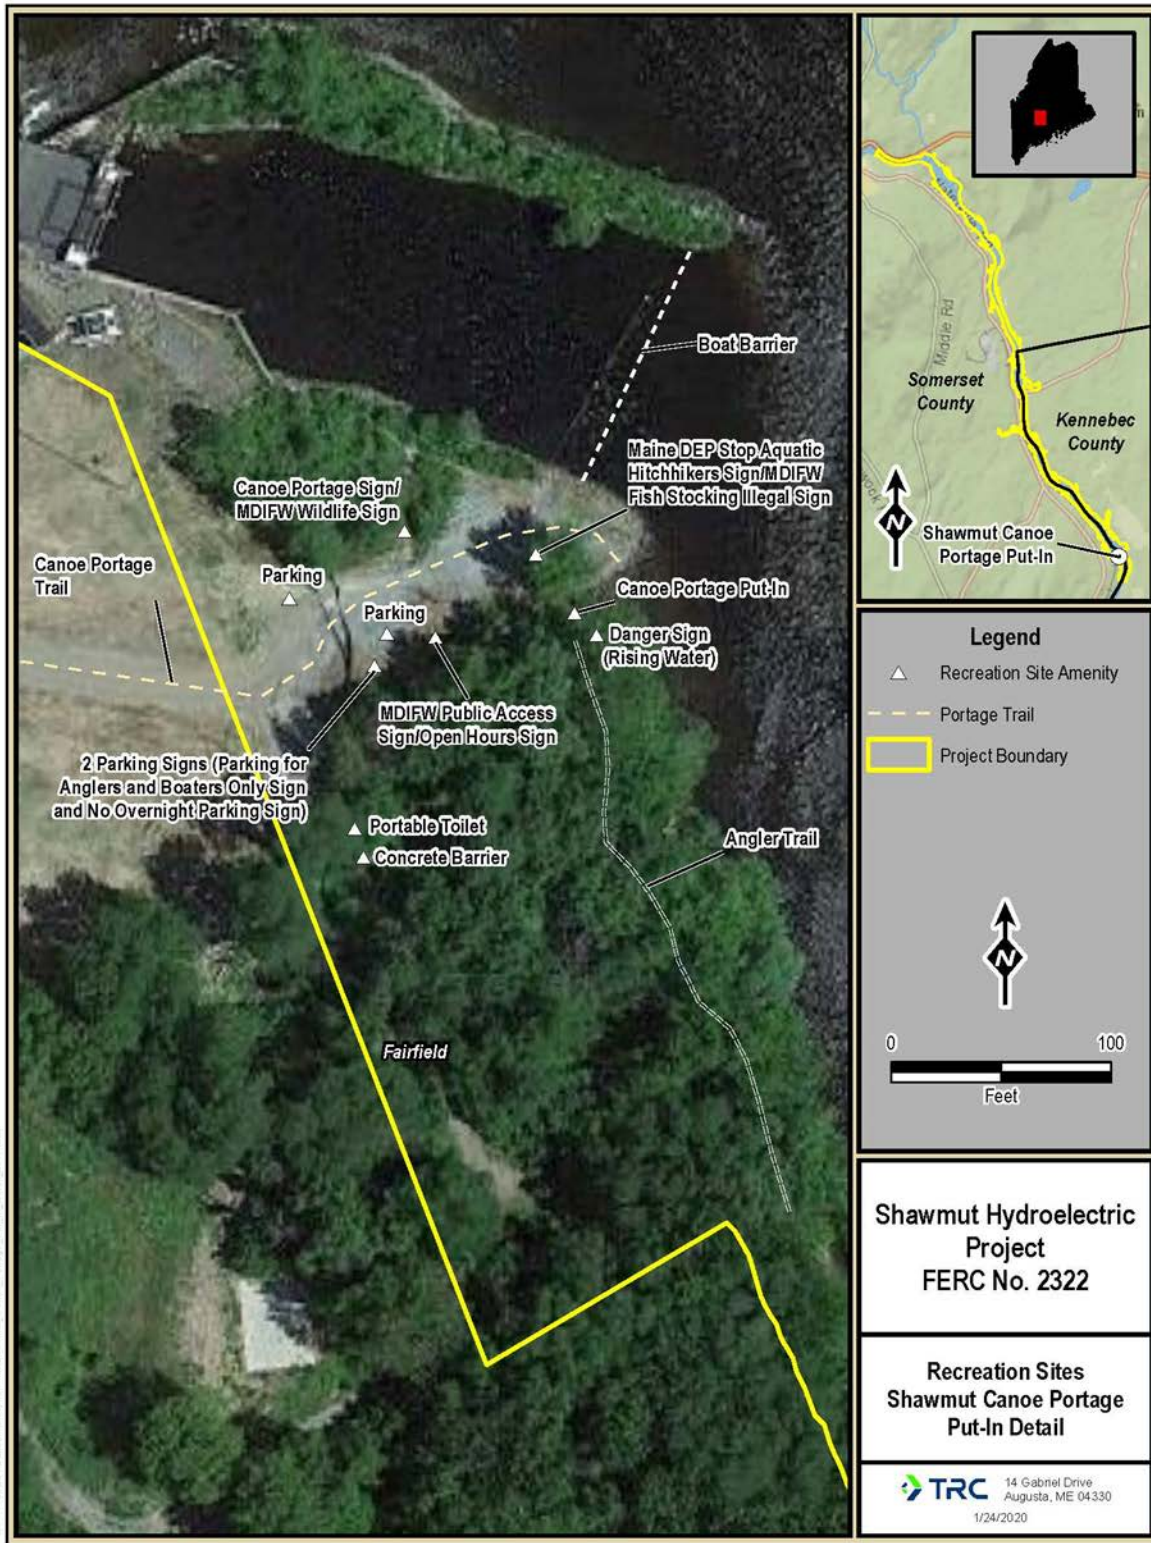 Boat Barrier
Maine DEP Stop Aquatic
Hitchhikers Sign/MDIFW
Fish Stocking Illegal Sign
Canoe Portage Sign/
MDIFW Wildlife Sign
Canoe Portage
Trail
Parking
Parking
Canoe Portage Put-In
Danger Sign
(Rising Water)
MDIFW Public Access
Sign/Open Hours Sign
2 Parking Signs (Parking for
Anglers and Boaters Only Sign
and No Overnight Parking Sign)
Portable Toilet
Concrete Barrier
Angler Trail
Fairfield
Middle Rd
Somerset
County
Kennebec
County
N
Shawmut Canoe
Portage Put-In
Legend
Recreation Site Amenity
Portage Trail
Project Boundary
N
0 100
Feet
Shawmut Hydroelectric
Project
FERC No. 2322
Recreation Sites
Shawmut Canoe Portage
Put-In Detail
TRC
14 Gabriel Drive
Augusta, ME 04330
1/24/2020